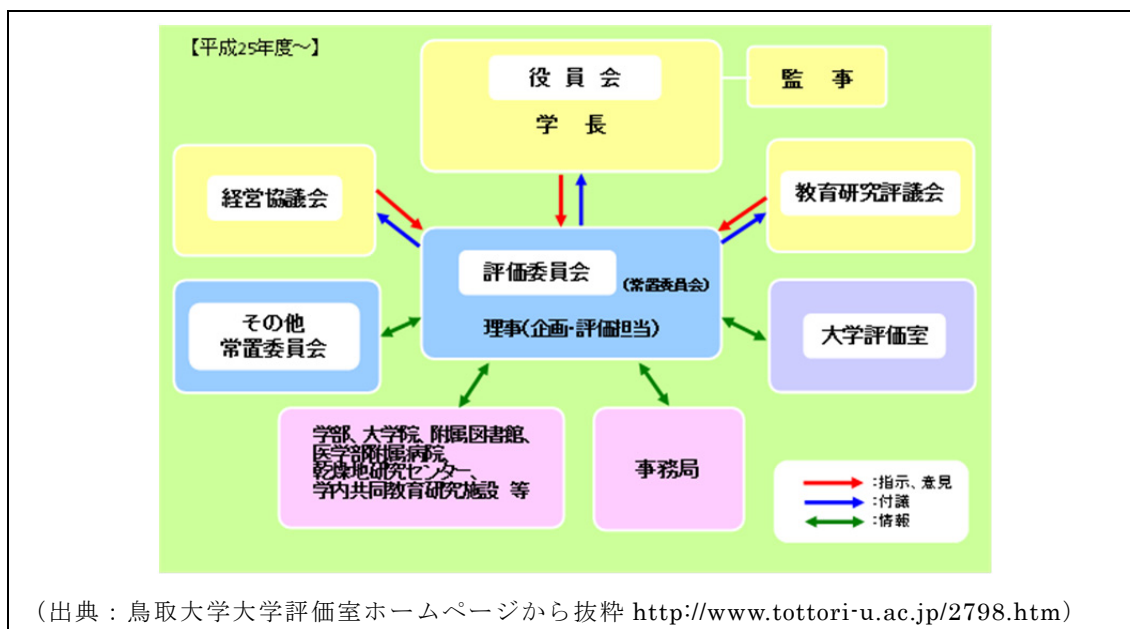 【平成25年度～】
役 員 会
学 長
監 事
経営協議会
教育研究評議会
評価委員会
(常置委員会)
理事(企画・評価担当)
その他
常置委員会
大学評価室
学部、大学院、附属図書館、
医学部附属病院、
乾燥地研究センター、
学内共同教育研究施設 等
事務局
:指示、意見
:付議
:情報
（出典：鳥取大学大学評価室ホームページから抜粋 http://www.tottori-u.ac.jp/2798.htm）